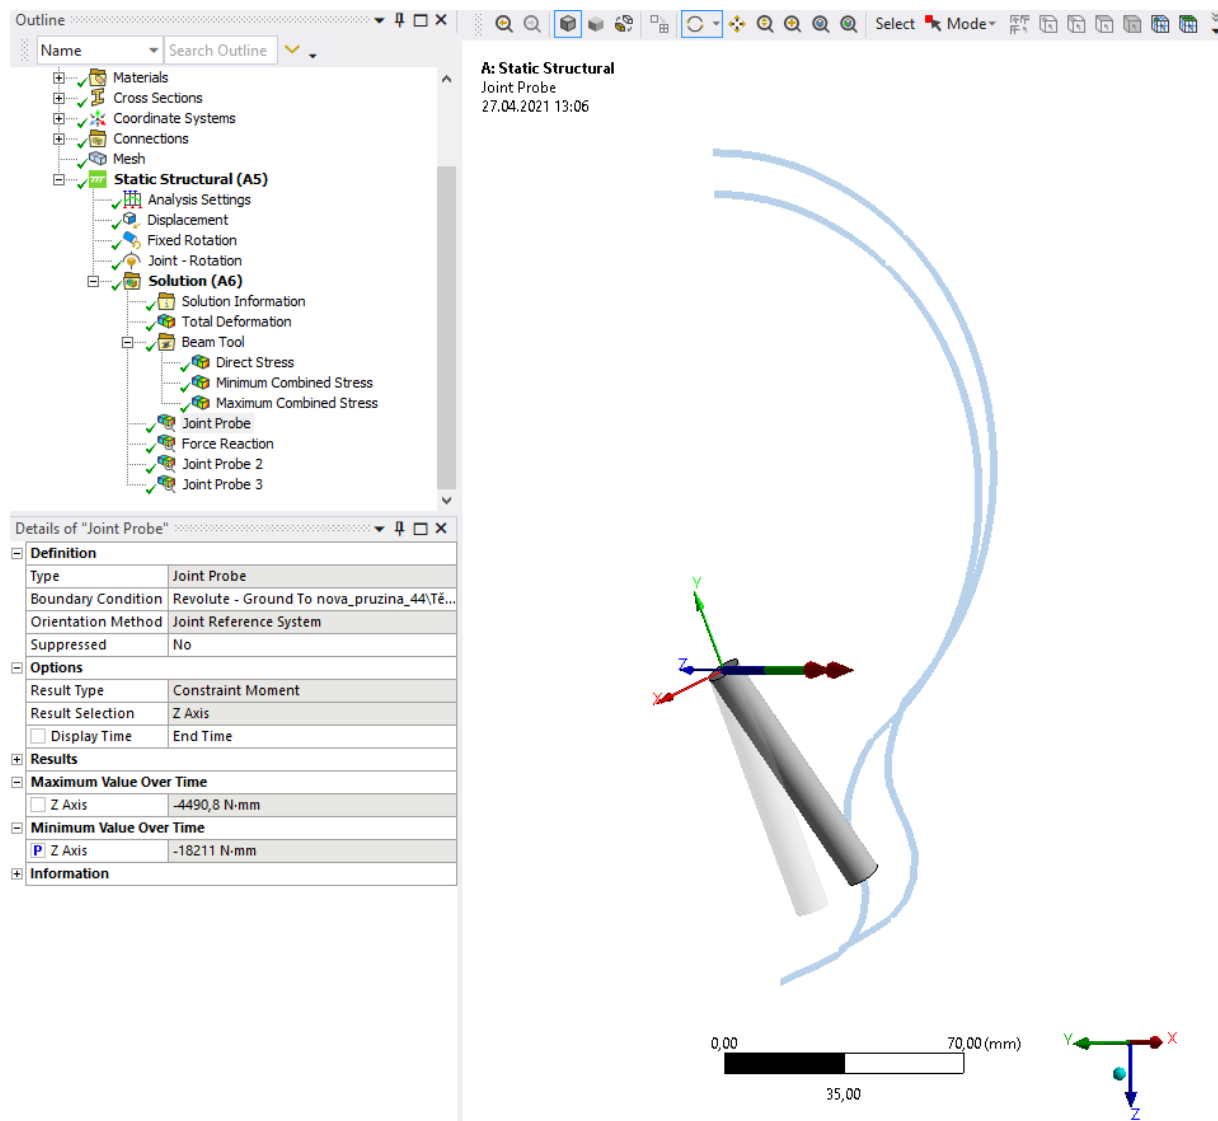 Outline
Name
Search Outline
Materials
Cross Sections
Coordinate Systems
Connections
Mesh
Static Structural (A5)
Analysis Settings
Displacement
Fixed Rotation
Joint - Rotation
Solution (A6)
Solution Information
Total Deformation
Beam Tool
Direct Stress
Minimum Combined Stress
Maximum Combined Stress
Joint Probe
Force Reaction
Joint Probe 2
Joint Probe 3
Details of "Joint Probe"
Definition
Type Joint Probe
Boundary Condition Revolute - Ground To nova_pruzina_44\Tě...
Orientation Method Joint Reference System
Suppressed No
Options
Result Type Constraint Moment
Result Selection Z Axis
Display Time End Time
Results
Maximum Value Over Time
Z Axis -4490,8 N·mm
Minimum Value Over Time
P Z Axis -18211 N·mm
Information
Select Mode
A: Static Structural
Joint Probe
27.04.2021 13:06
Y
Z
X
0,00 70,00 (mm)
35,00
Y X
Z